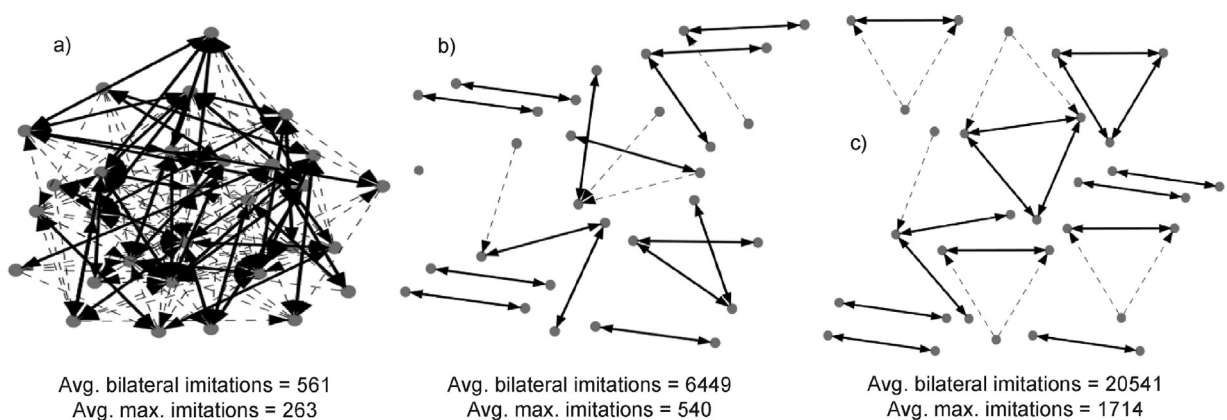 a)
b)
c)
Avg. bilateral imitations = 561
Avg. max. imitations = 263
Avg. bilateral imitations = 6449
Avg. max. imitations = 540
Avg. bilateral imitations = 20541
Avg. max. imitations = 1714